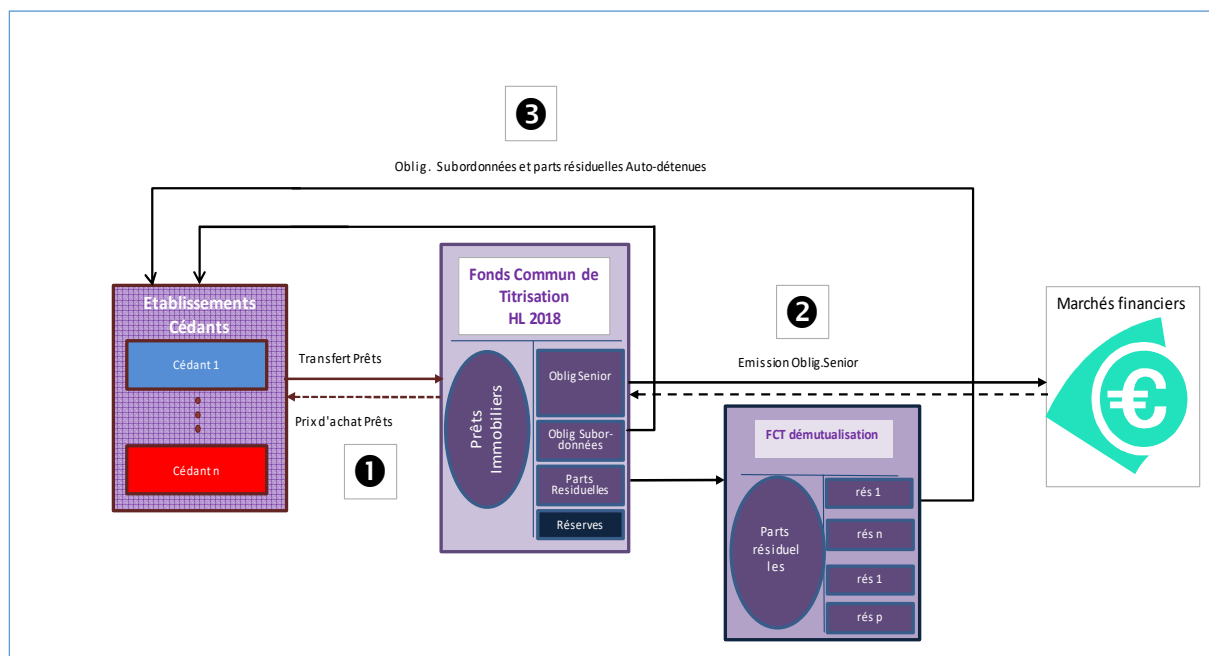 ❸
Oblig. Subordonnées et parts résiduelles Auto-détenues
Etablissements
Cédants
Cédant 1
Cédant n
Transfert Prêts
Prix d'achat Prêts
❶
Fonds Commun de
Titrisation
HL 2018
Prêts
Immobiliers
Oblig Senior
Oblig Subor-
données
Parts
Residuelles
Réserves
❷
Emission Oblig.Senior
Marchés financiers
€
FCT démutualisation
Parts
résiduel
les
rés 1
rés n
rés 1
rés p